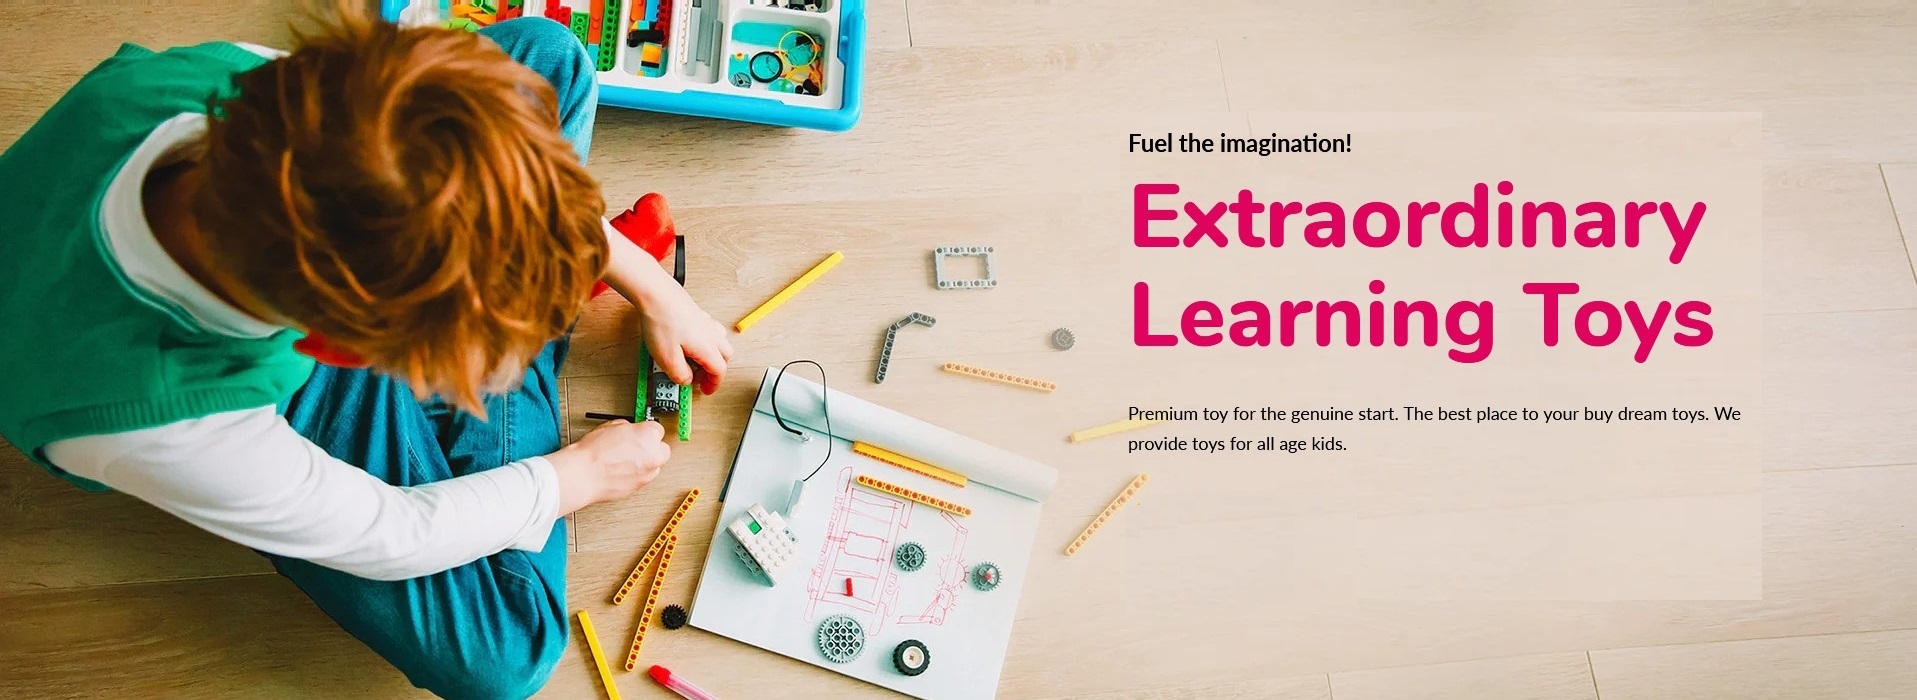 Fuel the imagination!
Extraordinary
Learning Toys
Premium toy for the genuine start. The best place to your buy dream toys. We
provide toys for all age kids.